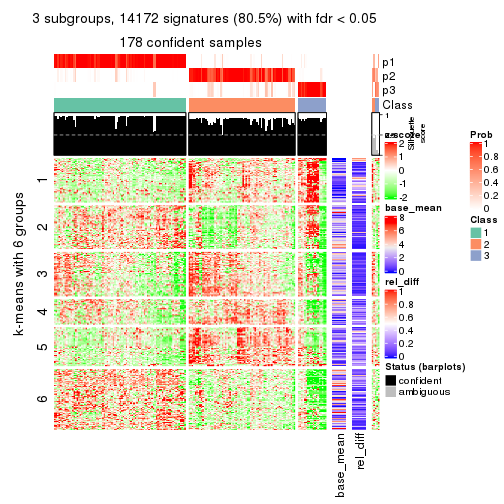 3 subgroups, 14172 signatures (80.5%) with fdr < 0.05
178 confident samples
p1
p2
p3
Class
1
Silhouette
score
k-means with 6 groups
1
2
3
4
5
6
base_mean
rel_diff
z-score
2
1
0
-1
-2
base_mean
8
6
4
2
0
rel_diff
1
0.8
0.6
0.4
0.2
0
Status (barplots)
confident
ambiguous
Prob
1
0.8
0.6
0.4
0.2
0
Class
1
2
3